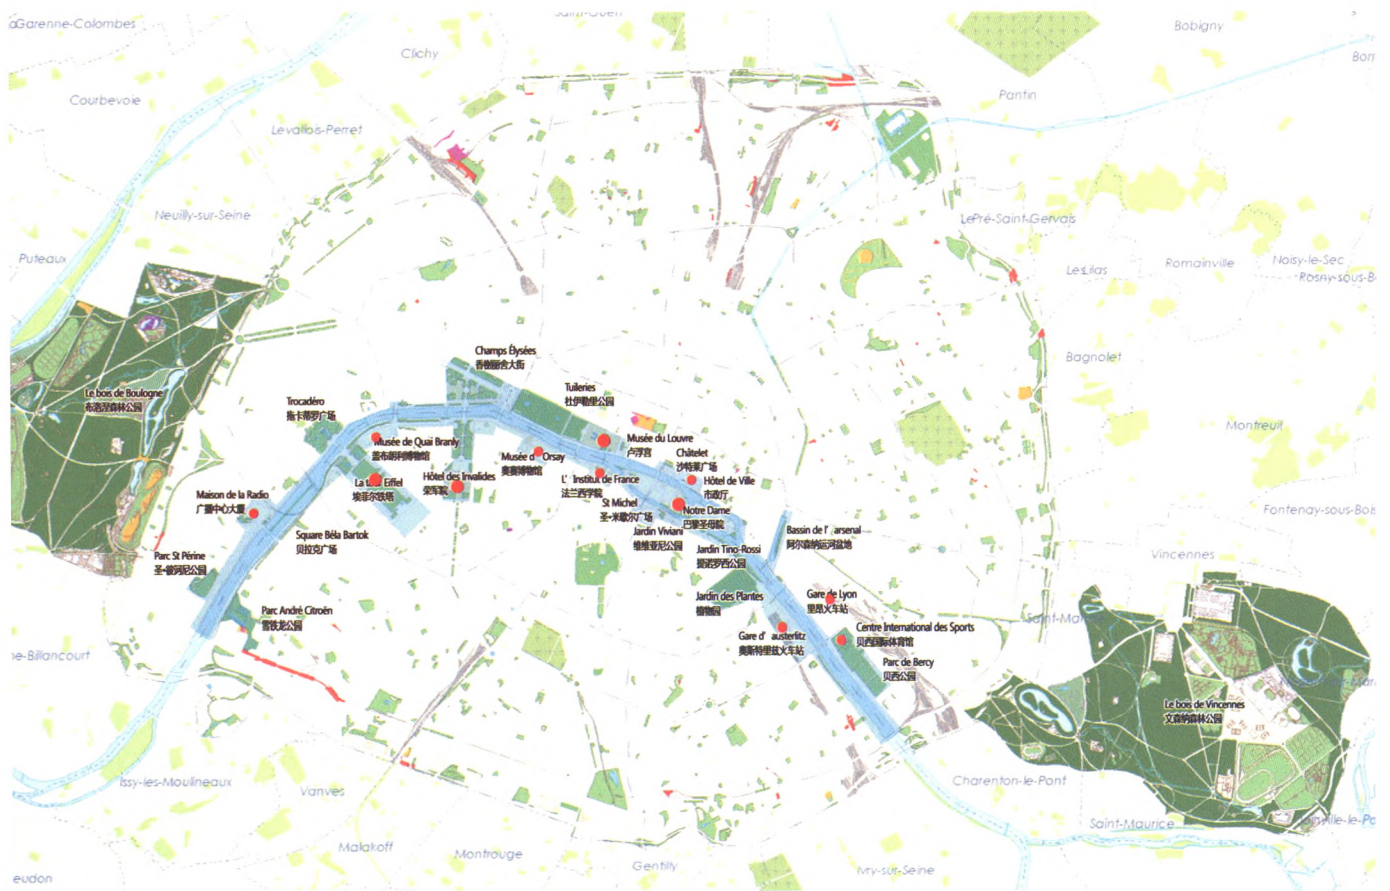 Garenne-Colombes
Bobigny
Clichy
Courbevoie
Pantin
Levallois-Perret
Neuilly-sur-Seine
LePré-Saint-Gervais
Puteaux
Les Lilas
Romainville
Noisy-le-Sec
Rosny-sous-B
Bagnolet
Champs Élysées
香榭丽舍大街
Le bois de Boulogne
布洛涅森林公园
Trocadéro
拖卡蒂罗广场
Tuileries
杜伊勒里公园
Montreuil
Musée de Quai Branly
盖布朗利博物馆
Musée d' Orsay
奥赛博物馆
Musée du Louvre
卢浮宫
Châtelet
沙特莱广场
La Eiffel
埃菲尔铁塔
Hôtel des Invalides
荣军院
L' Institut de France
法兰西学院
Hôtel de Ville
市政厅
Maison de la Radio
广播中心大厦
St Michel
圣·米歇尔广场
Notre Dame
巴黎圣母院
Fontenay-sous-Bois
Square Béla Bartok
贝拉克广场
Jardin Viviani
维维亚尼公园
Bassin de l' arsenal
阿尔森纳运河盆地
Parc St Périne
圣·彼河尼公园
Jardin Tino-Rossi
提诺罗西公园
Vincennes
Jardin des Plantes
植物园
Gare de Lyon
里昂火车站
Parc André Citroën
雪铁龙公园
Saint-Ma
Gare d' austerlitz
奥斯特里兹火车站
Centre International des Sports
贝西国际体育馆
ne-Billancourt
Parc de Bercy
贝西公园
Le bois de Vincennes
文森纳森林公园
Issy-les-Moulineaux
Vanves
Charenton-le-Pont
Saint-Maurice
Joinville-le-Po
Malakoff
Montrouge
Gentilly
Ivry-sur-Seine
eudon